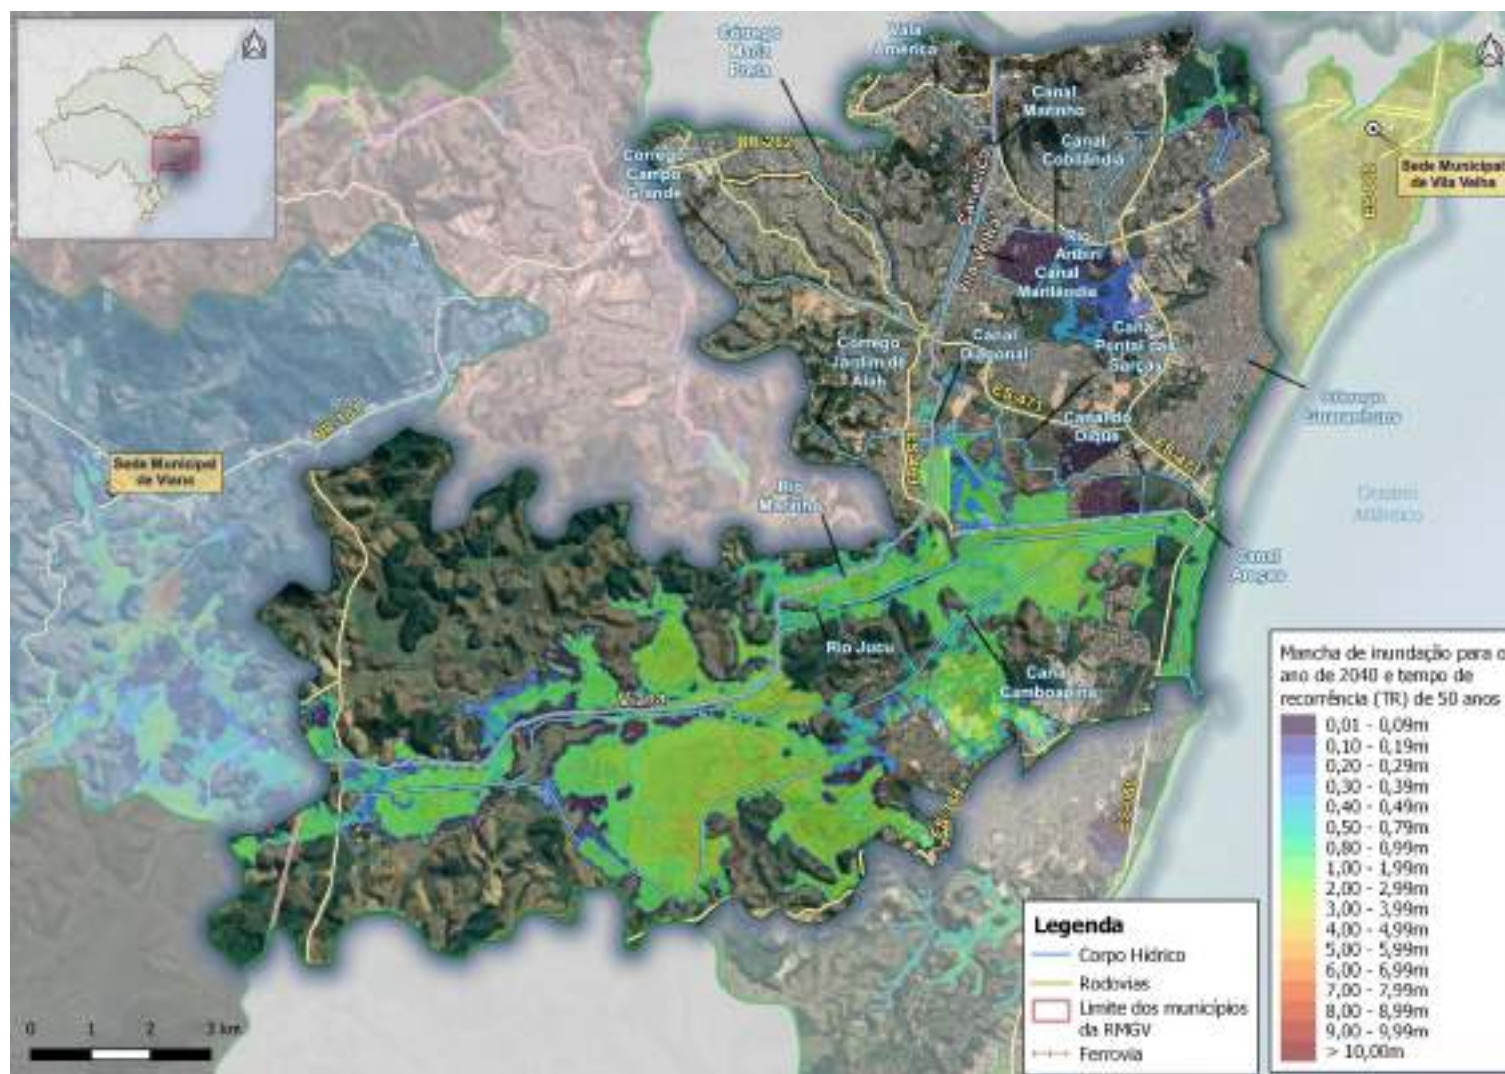 Córrego
Maria
Preta
Vala
América
Canal
Marinho
Canal
Cobilândia
Córrego
Campo
Grande
BR-262
Sede Municipal
de Vila Velha
Rio
Aribiri
Canal
Marilândia
Córrego
Jardim de
Alah
Canal
Diagonal
Canal
Pontal das
Garças
ES-471
Canal do
Dique
Sede Municipal
de Viana
Rio
Marinho
Oceano
Atlântico
Canal
Araças
Rio Jucu
Canal
Camboapina
Mancha de inundação para o
ano de 2040 e tempo de
recorrência (TR) de 50 anos
0,01 - 0,09m
0,10 - 0,19m
0,20 - 0,29m
0,30 - 0,39m
0,40 - 0,49m
0,50 - 0,79m
0,80 - 0,99m
1,00 - 1,99m
2,00 - 2,99m
3,00 - 3,99m
4,00 - 4,99m
5,00 - 5,99m
6,00 - 6,99m
7,00 - 7,99m
8,00 - 8,99m
9,00 - 9,99m
> 10,00m
Legenda
Corpo Hídrico
Rodovias
Limite dos municípios
da RMGV
Ferrovia
0 1 2 3 km